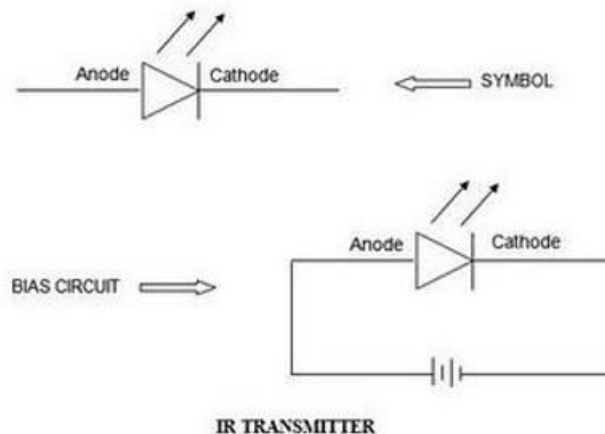 Anode
Cathode
SYMBOL
Anode
Cathode
BIAS CIRCUIT
IR TRANSMITTER